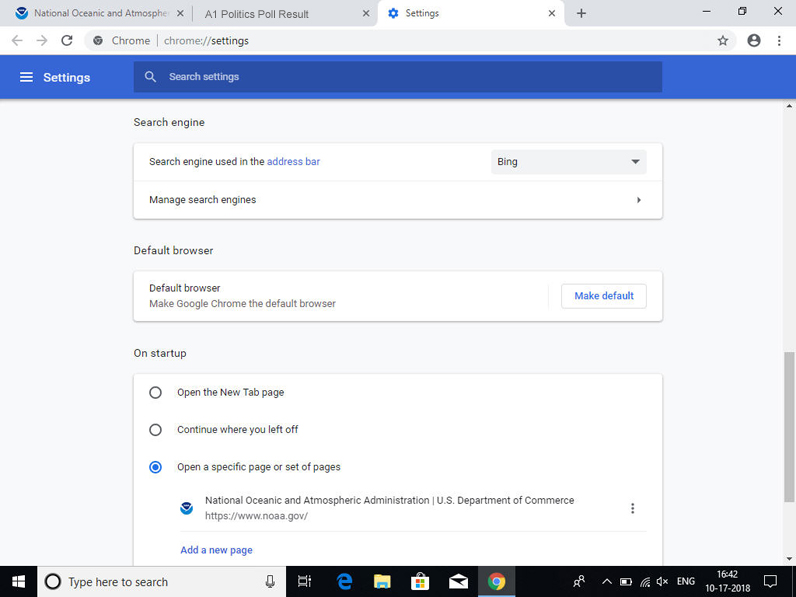 National Oceanic and Atmospher
A1 Politics Poll Result
Settings
Chrome | chrome://settings
Settings
Search settings
Search engine
Search engine used in the address bar
Bing
Manage search engines
Default browser
Default browser
Make Google Chrome the default browser
Make default
On startup
Open the New Tab page
Continue where you left off
Open a specific page or set of pages
National Oceanic and Atmospheric Administration | U.S. Department of Commerce
https://www.noaa.gov/
Add a new page
Type here to search
ENG
16:42
10-17-2018